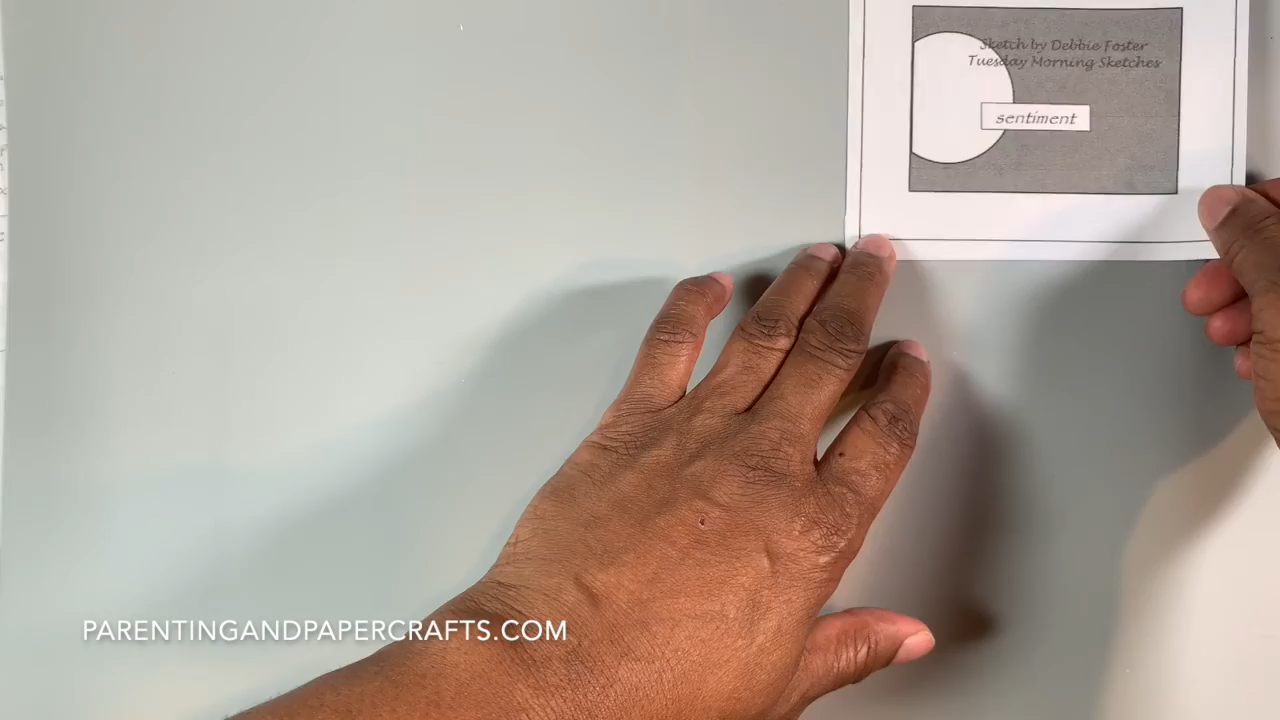 Sketch by Debbie Foster
Tuesday Morning Sketches
sentiment
PARENTINGANDPAPERCRAFTS.COM